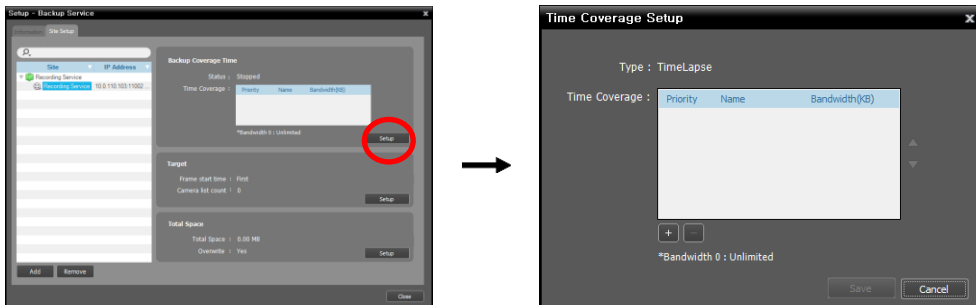 Setup - Backup Service x
Information Site Setup
Site IP Address
Recording Service
Recording Service 10.0.110.103:11002 ...
Backup Coverage Time
Status : Stopped
Time Coverage : Priority Name Bandwidth(KB)
*Bandwidth 0 : Unlimited
Setup
Target
Frame start time : First
Camera list count : 0
Setup
Total Space
Total Space : 0.00 MB
Overwrite : Yes
Setup
Add Remove
Close
Time Coverage Setup x
Type : TimeLapse
Time Coverage : Priority Name Bandwidth(KB)
+ -
*Bandwidth 0 : Unlimited
Save Cancel